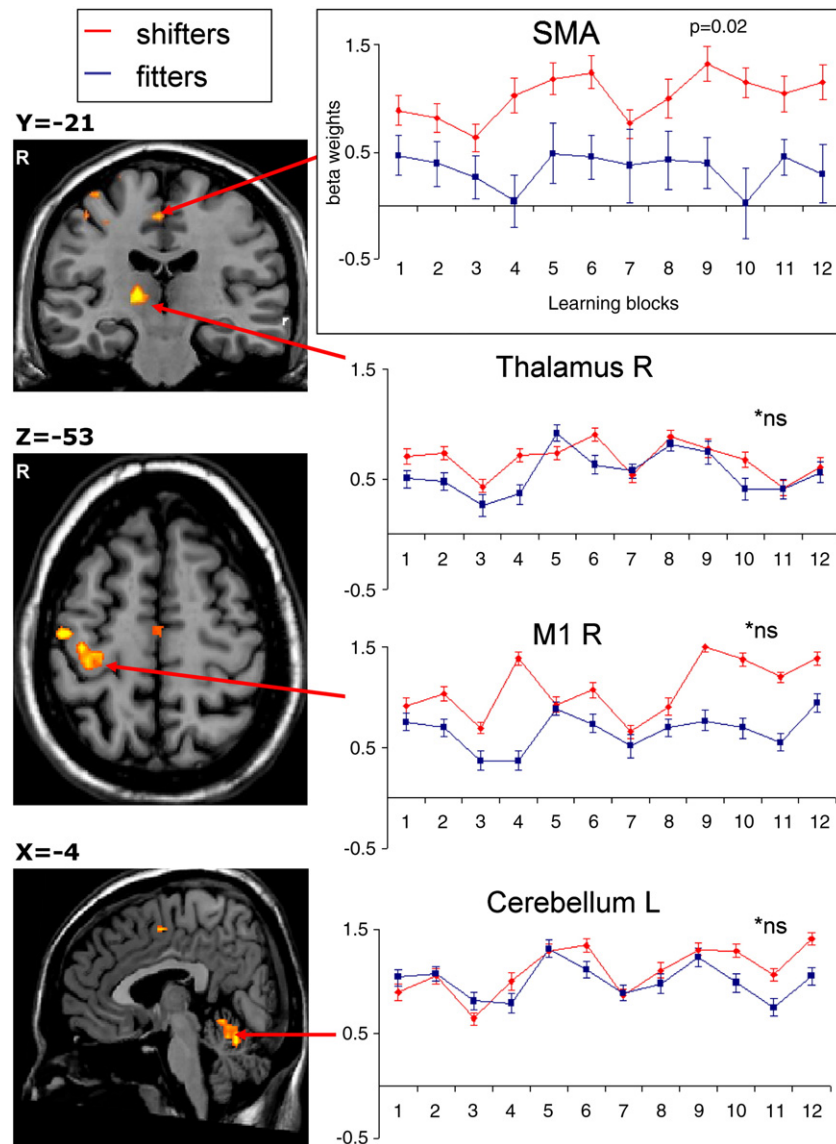 shifters
fitters
Y=-21
R
SMA
p=0.02
beta weights
1.5
0.5
-0.5
1 2 3 4 5 6 7 8 9 10 11 12
Learning blocks
Thalamus R
*ns
1.5
0.5
-0.5
1 2 3 4 5 6 7 8 9 10 11 12
Z=-53
R
M1 R
*ns
1.5
0.5
-0.5
1 2 3 4 5 6 7 8 9 10 11 12
X=-4
Cerebellum L
*ns
1.5
0.5
-0.5
1 2 3 4 5 6 7 8 9 10 11 12